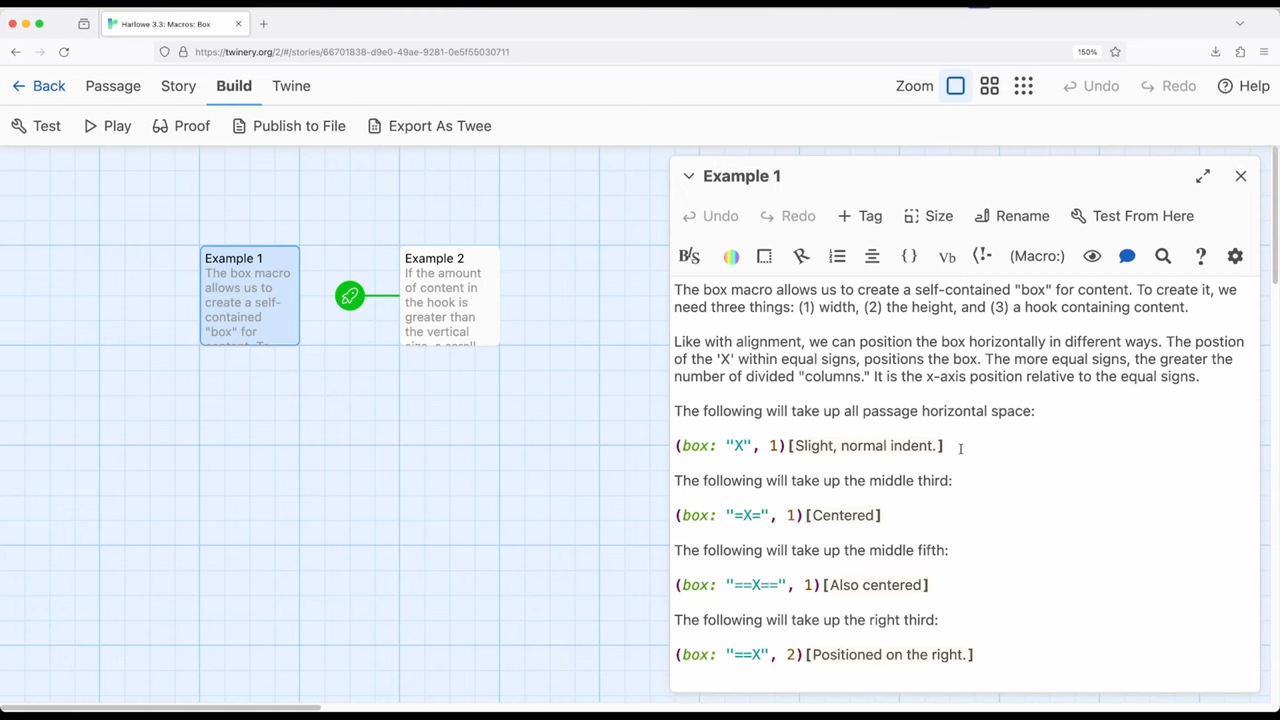 Harlowe 3.3: Macros: Box
https://twinery.org/2/#/stories/66701838-d9e0-49ae-9281-0e5f55030711
150%
Back Passage Story Build Twine Zoom Undo Redo Help
Test Play Proof Publish to File Export As Twee
Example 1
The box macro
allows us to
create a self-
contained
"box" for
content. To
Example 2
If the amount
of content in
the hook is
greater than
the vertical
size, a scroll
Example 1
Undo Redo + Tag Size Rename Test From Here
B/S Vb (Macro:)
The box macro allows us to create a self-contained "box" for content. To create it, we
need three things: (1) width, (2) the height, and (3) a hook containing content.
Like with alignment, we can position the box horizontally in different ways. The postion
of the 'X' within equal signs, positions the box. The more equal signs, the greater the
number of divided "columns." It is the x-axis position relative to the equal signs.
The following will take up all passage horizontal space:
(box: "X", 1)[Slight, normal indent.]
The following will take up the middle third:
(box: "=X=", 1)[Centered]
The following will take up the middle fifth:
(box: "==X==", 1)[Also centered]
The following will take up the right third:
(box: "==X", 2)[Positioned on the right.]